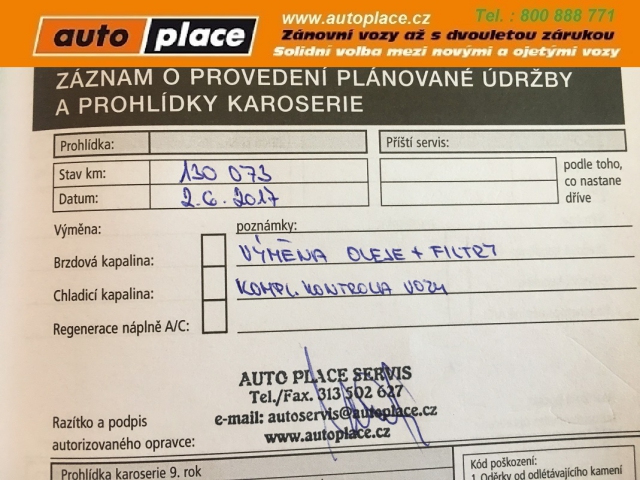 auto place
www.autoplace.cz
Tel. : 800 888 771
Zánovní vozy až s dvouletou zárukou
Solidní volba mezi novými a ojetými vozy
ZÁZNAM O PROVEDENÍ PLÁNOVANÉ ÚDRŽBY
A PROHLÍDKY KAROSERIE
Prohlídka:
Příští servis:
Stav km: 130 073
Datum: 2.6.2017
podle toho,
co nastane
dříve
Výměna:
poznámky:
Brzdová kapalina:
VÝMĚNA OLEJE + FILTRY
Chladicí kapalina:
KOMPL. KONTROLA VOZU
Regenerace náplně A/C:
AUTO PLACE SERVIS
Tel./Fax. 313 502 627
e-mail: autoservis@autoplace.cz
www.autoplace.cz
Razítko a podpis
autorizovaného opravce:
Prohlídka karoserie 9. rok
Kód poškození:
1. Oděrky od odlétávajícího kamení